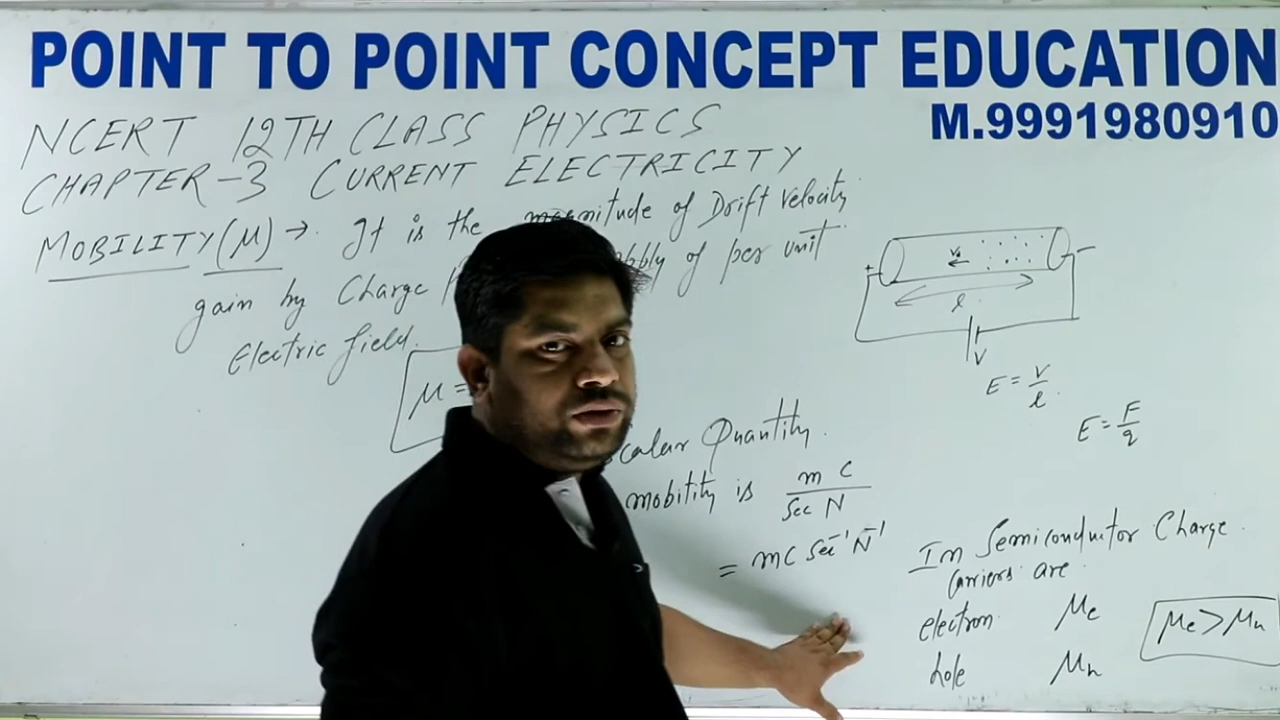 POINT TO POINT CONCEPT EDUCATION
M.9991980910
NCERT 12TH CLASS PHYSICS
CHAPTER-3 CURRENT ELECTRICITY
MOBILITY (μ) → It is the magnitude of Drift velocity
gain by Charge of per unit
Electric field.
μ =
Scalar Quantity.
mobility is m C / Sec N
= m C Sec⁻¹ N⁻¹
+ -
l
V
E = V/l
E = F/q
In Semiconductor Charge
Carriers are
electron μe
hole μh
μe > μh